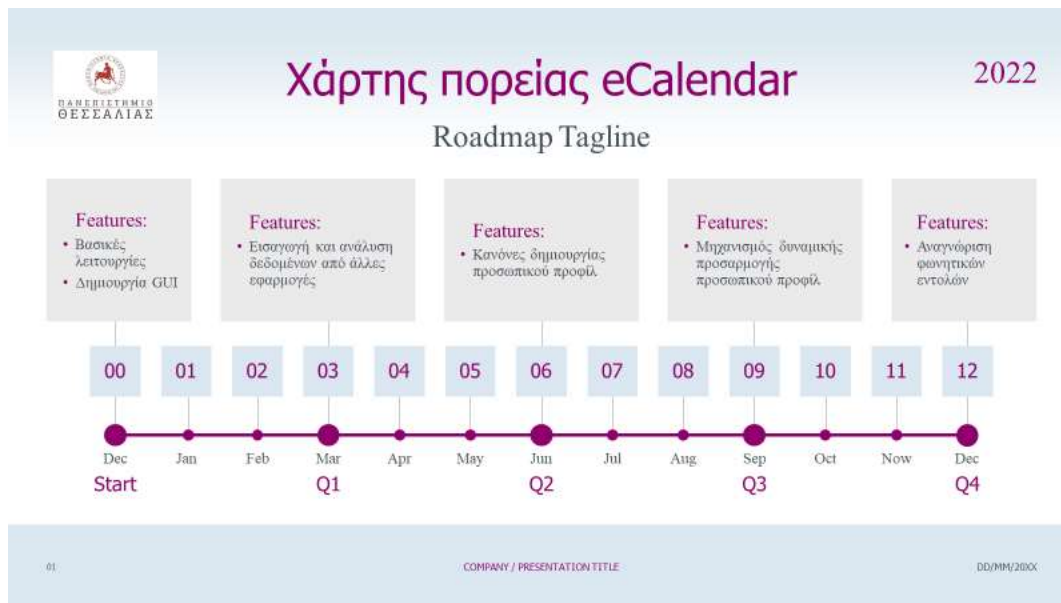 ΠΑΝΕΠΙΣΤΗΜΙΟ
ΘΕΣΣΑΛΙΑΣ
Χάρτης πορείας eCalendar
2022
Roadmap Tagline
Features:
• Βασικές
λειτουργίες
• Δημιουργία GUI
Features:
• Εισαγωγή και ανάλυση
δεδομένων από άλλες
εφαρμογές
Features:
• Κανόνες δημιουργίας
προσωπικού προφίλ
Features:
• Μηχανισμός δυναμικής
προσαρμογής
προσωπικού προφίλ
Features:
• Αναγνώριση
φωνητικών
εντολών
00 01 02 03 04 05 06 07 08 09 10 11 12
Dec Jan Feb Mar Apr May Jun Jul Aug Sep Oct Now Dec
Start Q1 Q2 Q3 Q4
01
COMPANY / PRESENTATION TITLE
DD/MM/20XX